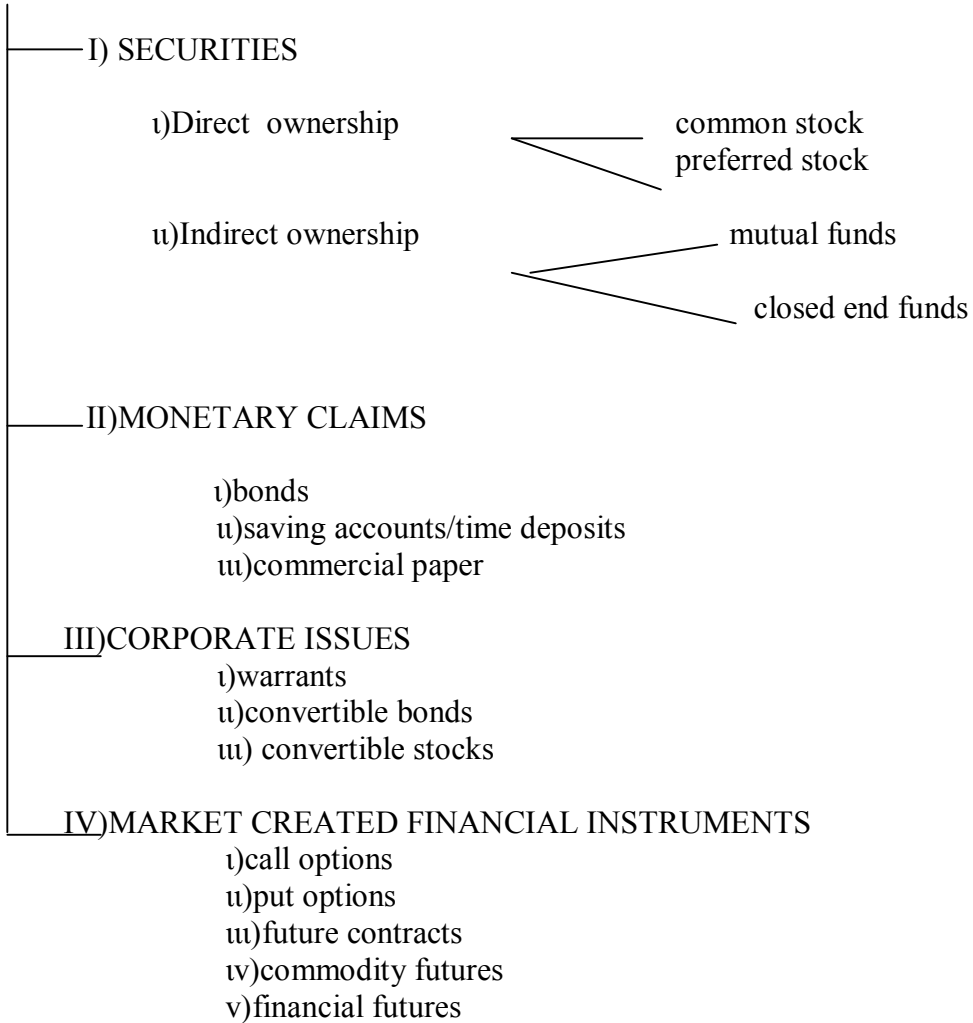 I) SECURITIES
ι)Direct ownership common stock
preferred stock
ιι)Indirect ownership mutual funds
closed end funds
II)MONETARY CLAIMS
ι)bonds
ιι)saving accounts/time deposits
ιιι)commercial paper
III)CORPORATE ISSUES
ι)warrants
ιι)convertible bonds
ιιι) convertible stocks
IV)MARKET CREATED FINANCIAL INSTRUMENTS
ι)call options
ιι)put options
ιιι)future contracts
ιv)commodity futures
v)financial futures